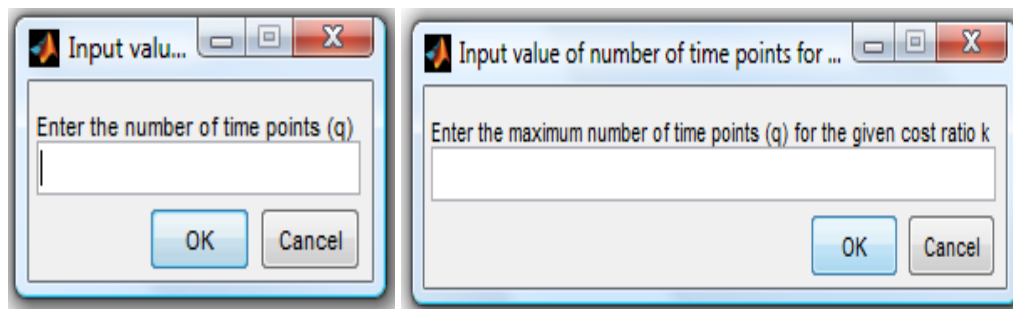 Input valu...
Enter the number of time points (q)
OK Cancel
Input value of number of time points for ...
Enter the maximum number of time points (q) for the given cost ratio k
OK Cancel